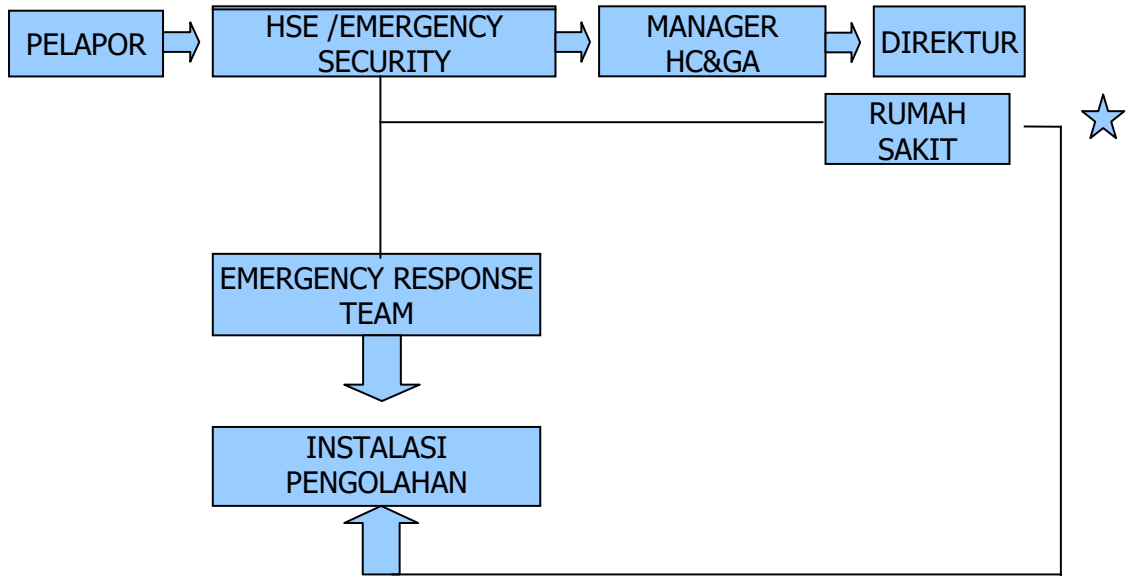 PELAPOR
HSE /EMERGENCY
SECURITY
MANAGER
HC&GA
DIREKTUR
RUMAH
SAKIT
EMERGENCY RESPONSE
TEAM
INSTALASI
PENGOLAHAN